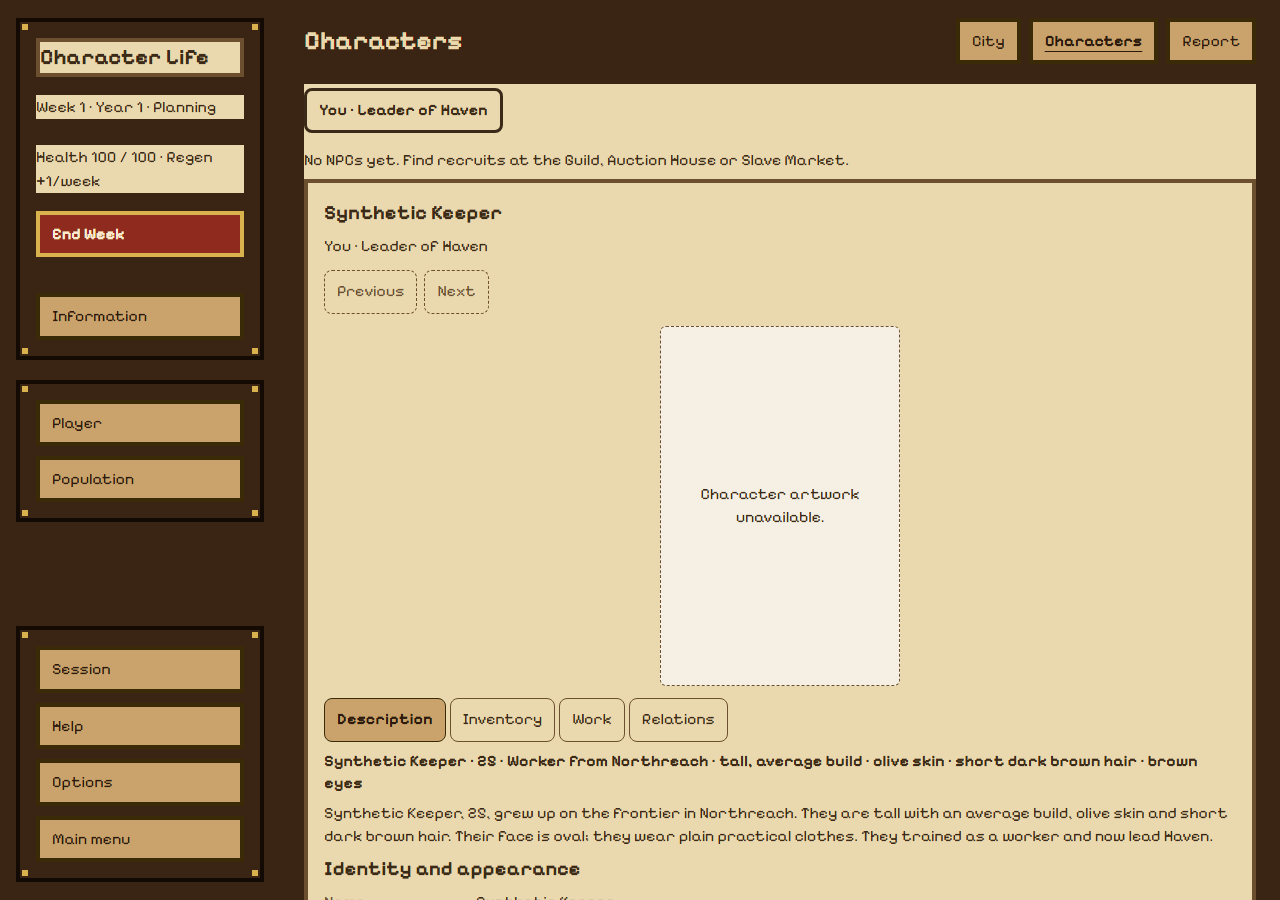 Character Life
Week 1 · Year 1 · Planning
Health 100 / 100 · Regen
+1/week
End Week
Information
Player
Population
Session
Help
Options
Main menu
Characters
City
Characters
Report
You · Leader of Haven
No NPCs yet. Find recruits at the Guild, Auction House or Slave Market.
Synthetic Keeper
You · Leader of Haven
Previous
Next
Character artwork
unavailable.
Description
Inventory
Work
Relations
Synthetic Keeper · 28 · Worker from Northreach · tall, average build · olive skin · short dark brown hair · brown
eyes
Synthetic Keeper, 28, grew up on the frontier in Northreach. They are tall with an average build, olive skin and short
dark brown hair. Their face is oval; they wear plain practical clothes. They trained as a worker and now lead Haven.
Identity and appearance